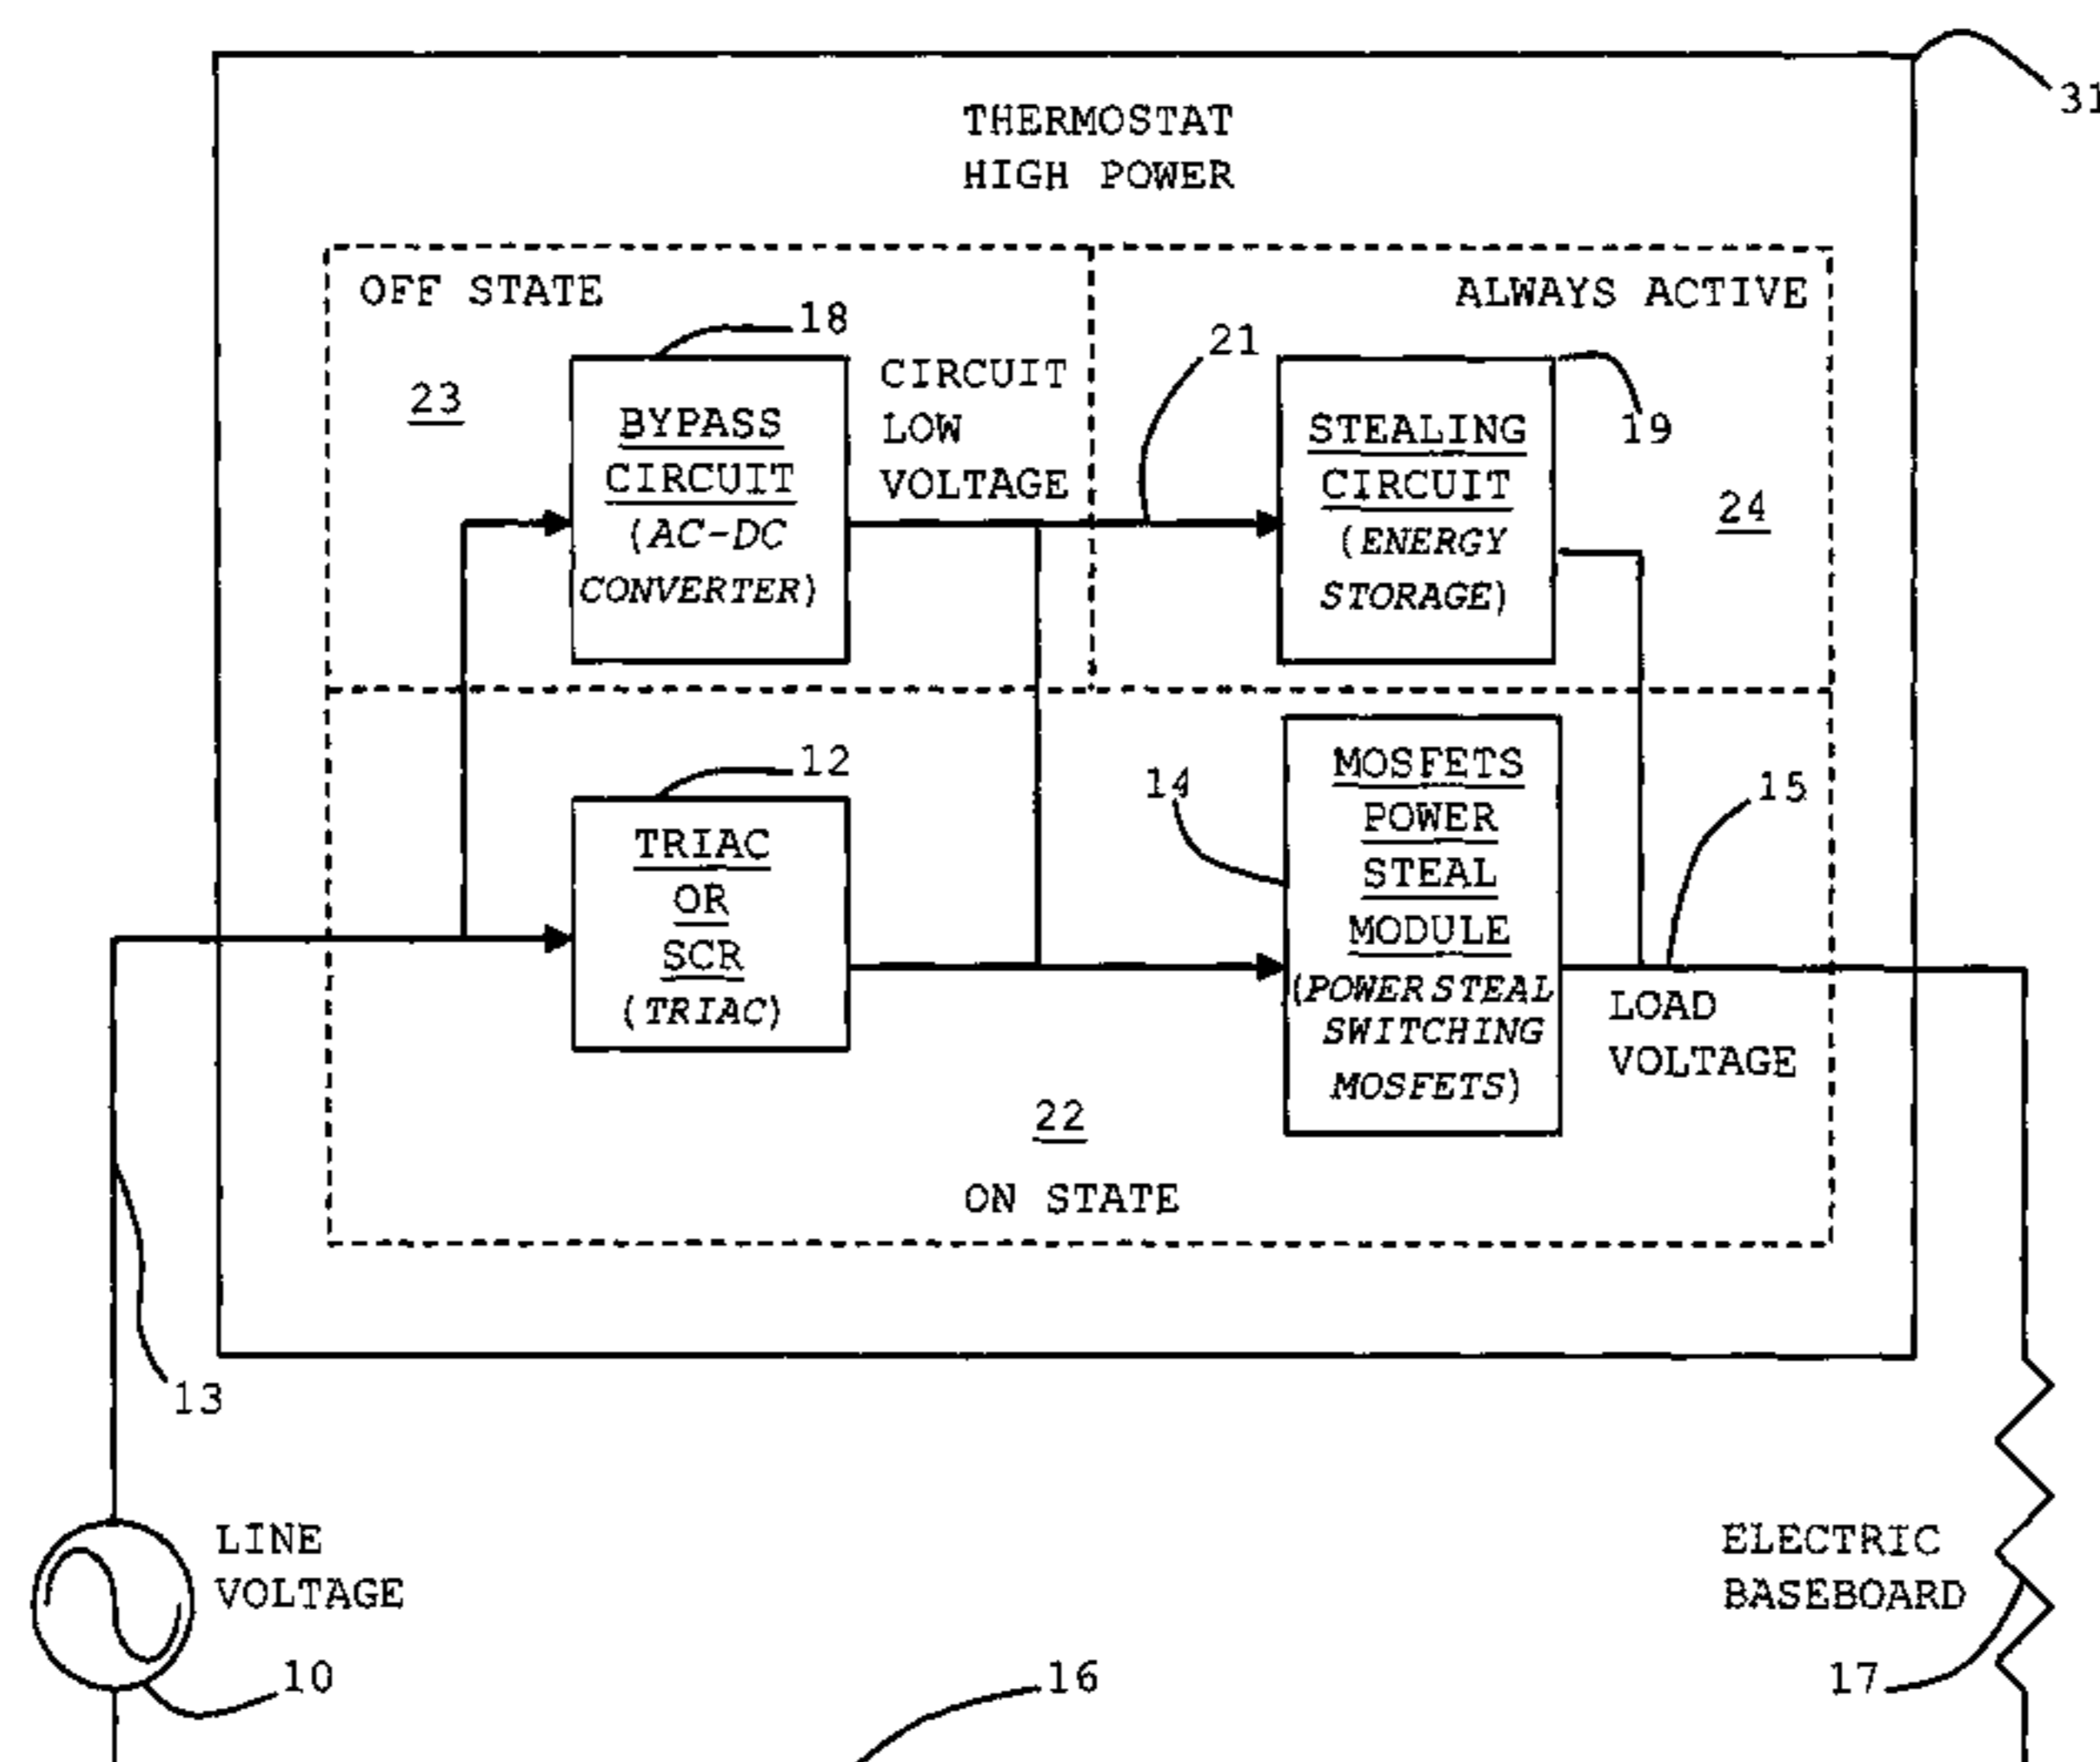 31
THERMOSTAT
HIGH POWER
OFF STATE
ALWAYS ACTIVE
18
21
CIRCUIT
LOW
VOLTAGE
23
BYPASS
CIRCUIT
(AC-DC
CONVERTER)
STEALING
CIRCUIT
(ENERGY
STORAGE)
19
24
12
TRIAC
OR
SCR
(TRIAC)
14
MOSFETS
POWER
STEAL
MODULE
(POWER STEAL
SWITCHING
MOSFETS)
15
LOAD
VOLTAGE
22
ON STATE
13
LINE
VOLTAGE
10
16
ELECTRIC
BASEBOARD
17